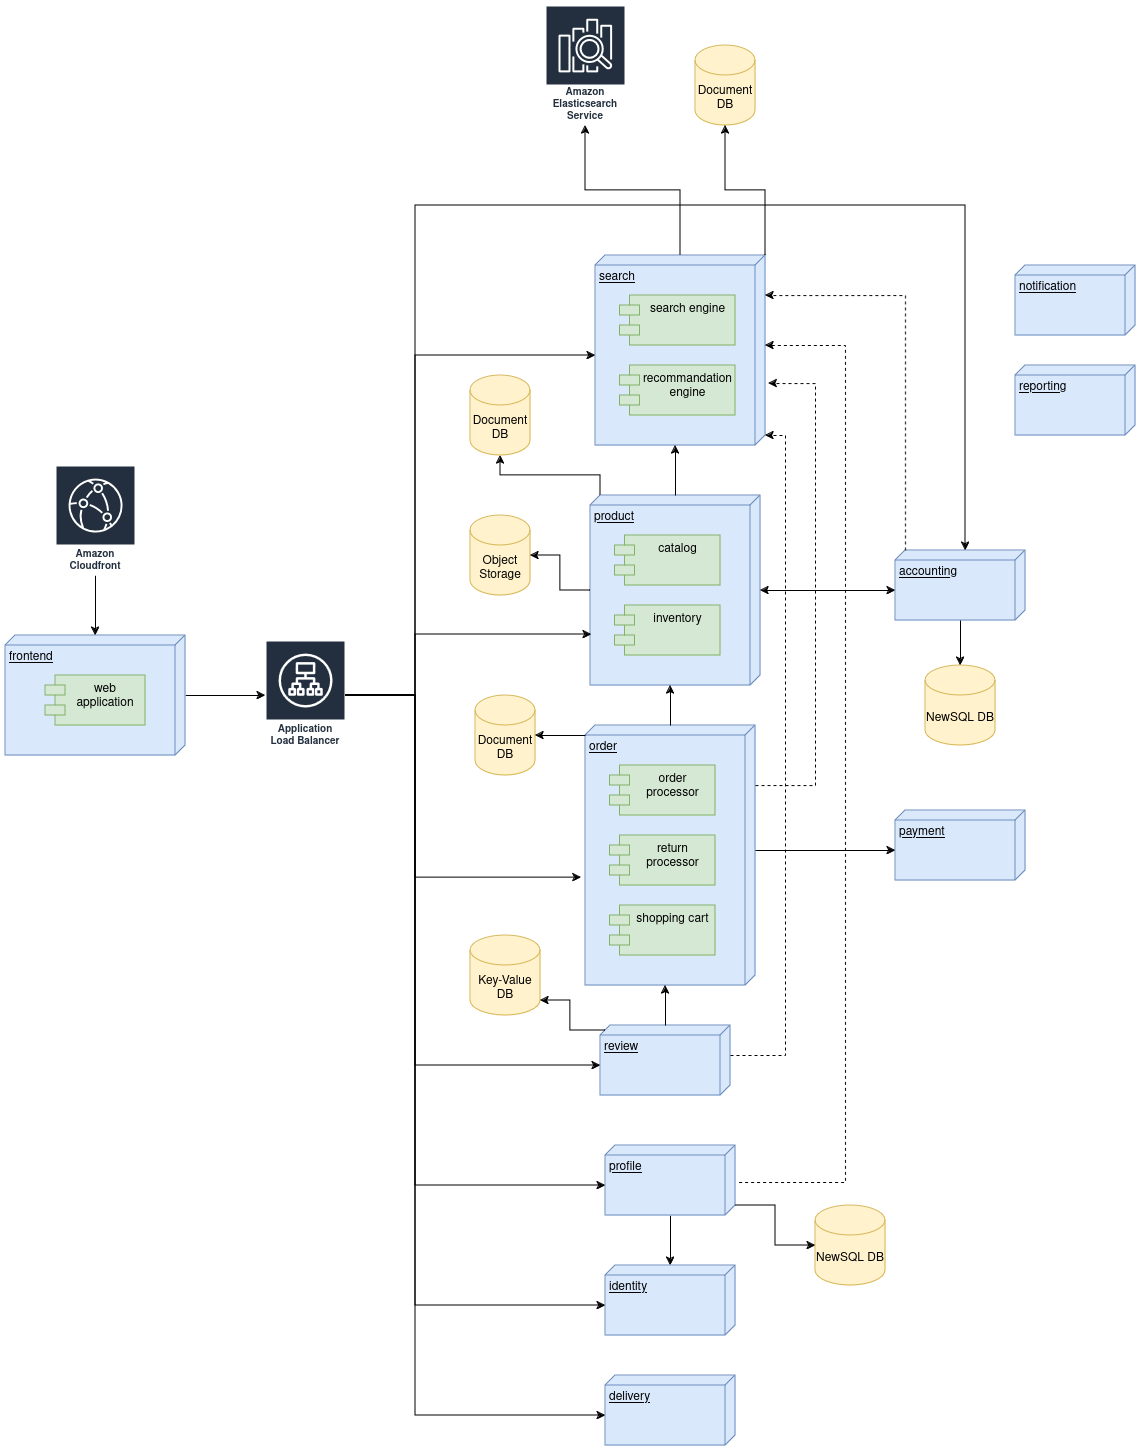 Amazon
Elasticsearch
Service
Document
DB
search
search engine
recommandation
engine
notification
reporting
Document
DB
Amazon
Cloudfront
product
catalog
inventory
Object
Storage
accounting
NewSQL DB
frontend
web
application
Application
Load Balancer
Document
DB
order
order
processor
return
processor
shopping cart
payment
Key-Value
DB
review
profile
NewSQL DB
identity
delivery